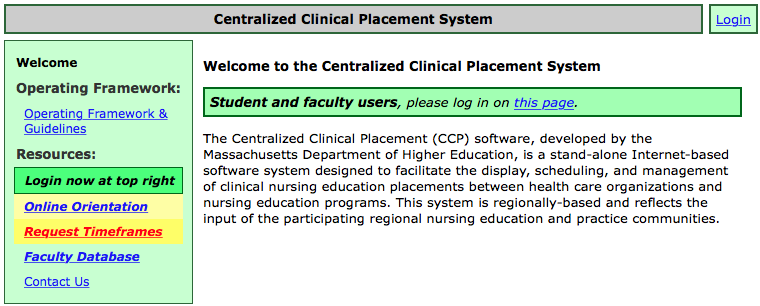 Centralized Clinical Placement System
Login
Welcome
Operating Framework:
Operating Framework &
Guidelines
Resources:
Login now at top right
Online Orientation
Request Timeframes
Faculty Database
Contact Us
Welcome to the Centralized Clinical Placement System
Student and faculty users, please log in on this page.
The Centralized Clinical Placement (CCP) software, developed by the
Massachusetts Department of Higher Education, is a stand-alone Internet-based
software system designed to facilitate the display, scheduling, and management
of clinical nursing education placements between health care organizations and
nursing education programs. This system is regionally-based and reflects the
input of the participating regional nursing education and practice communities.